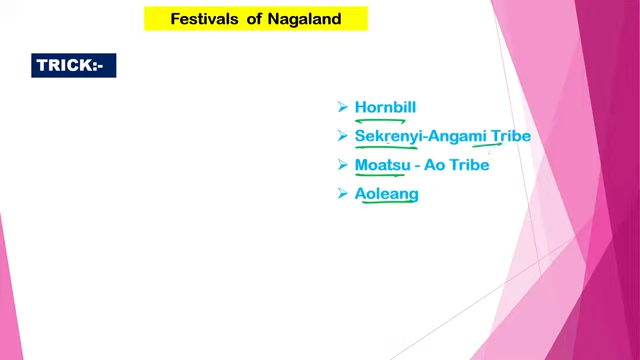 Festivals of Nagaland
TRICK:-
Hornbill
Sekrenyi-Angami Tribe
Moatsu - Ao Tribe
Aoleang